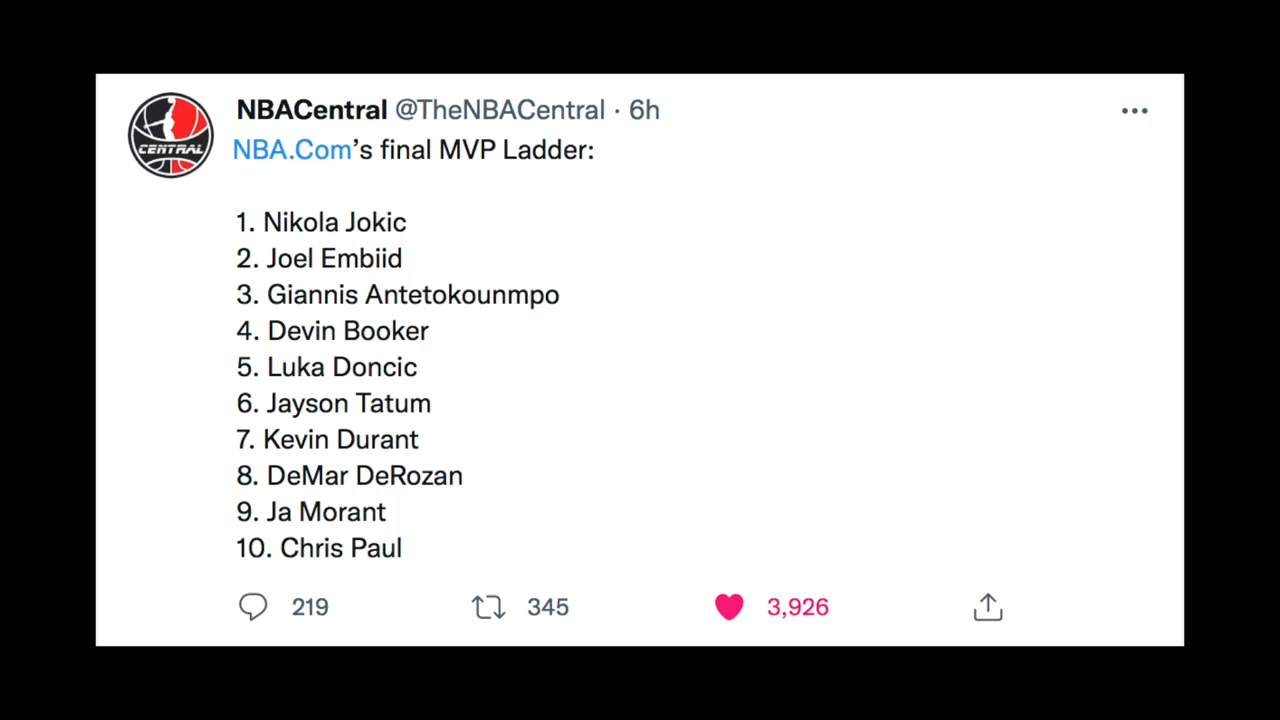 NBACentral @TheNBACentral · 6h
NBA.Com’s final MVP Ladder:
1. Nikola Jokic
2. Joel Embiid
3. Giannis Antetokounmpo
4. Devin Booker
5. Luka Doncic
6. Jayson Tatum
7. Kevin Durant
8. DeMar DeRozan
9. Ja Morant
10. Chris Paul
219 345 3,926
CENTRAL